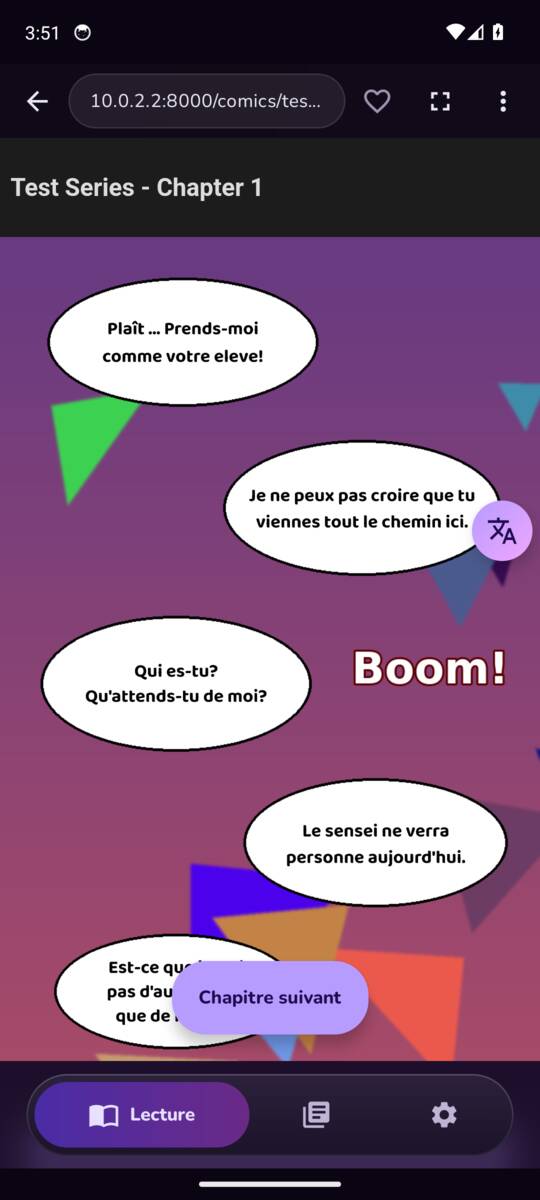 3:51
10.0.2.2:8000/comics/tes...
Test Series - Chapter 1
Plaît ... Prends-moi
comme votre eleve!
Je ne peux pas croire que tu
viennes tout le chemin ici.
Qui es-tu?
Qu'attends-tu de moi?
Boom!
Le sensei ne verra
personne aujourd'hui.
Est-ce
pas
que de
Chapitre suivant
Lecture